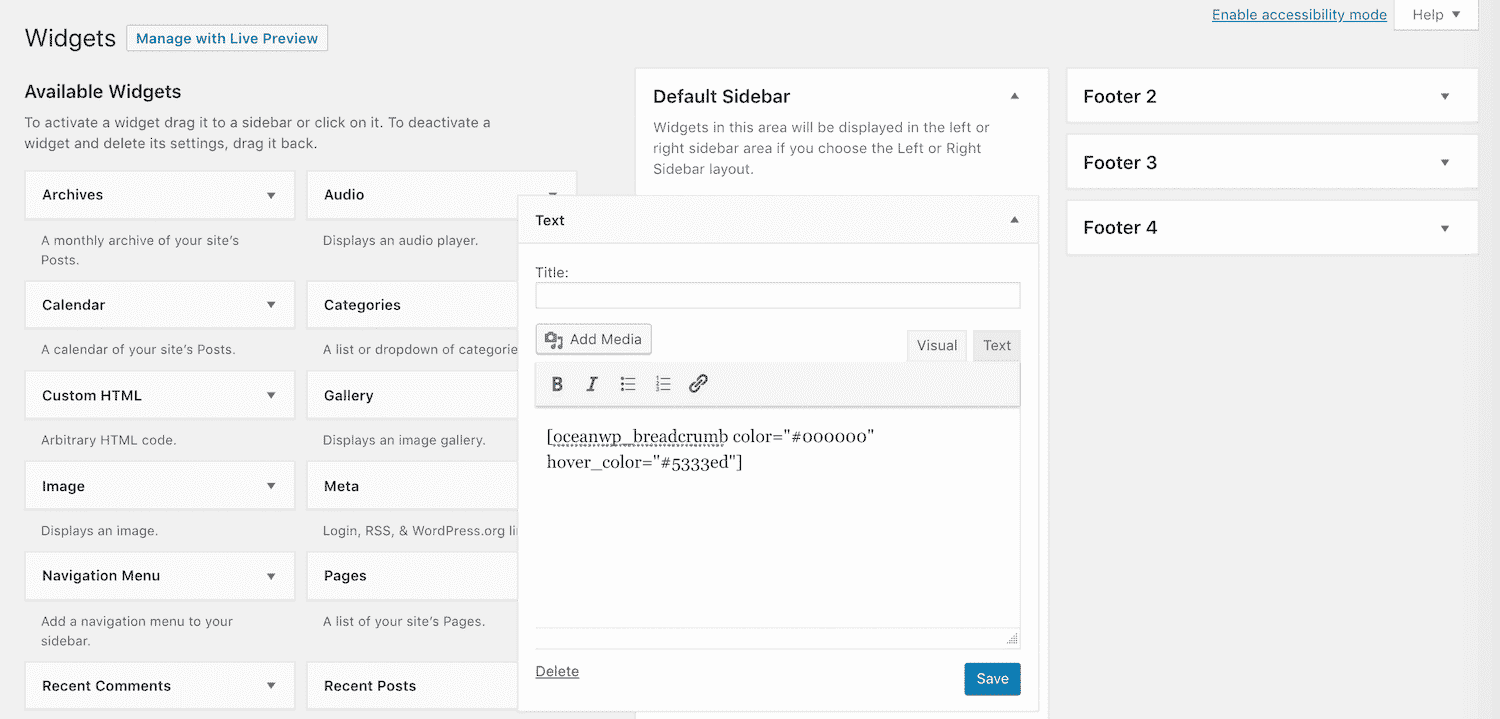 Enable accessibility mode
Help
Widgets
Manage with Live Preview
Available Widgets
To activate a widget drag it to a sidebar or click on it. To deactivate a
widget and delete its settings, drag it back.
Archives
Audio
A monthly archive of your site’s
Posts.
Displays an audio player.
Calendar
Categories
A calendar of your site’s Posts.
A list or dropdown of categorie
Custom HTML
Gallery
Arbitrary HTML code.
Displays an image gallery.
Image
Meta
Displays an image.
Login, RSS, & WordPress.org li
Navigation Menu
Pages
Add a navigation menu to your
sidebar.
A list of your site’s Pages.
Recent Comments
Recent Posts
Default Sidebar
Widgets in this area will be displayed in the left or
right sidebar area if you choose the Left or Right
Sidebar layout.
Text
Title:
Add Media
Visual
Text
B I
[oceanwp_breadcrumb color="#000000"
hover_color="#5333ed"]
Delete
Save
Footer 2
Footer 3
Footer 4